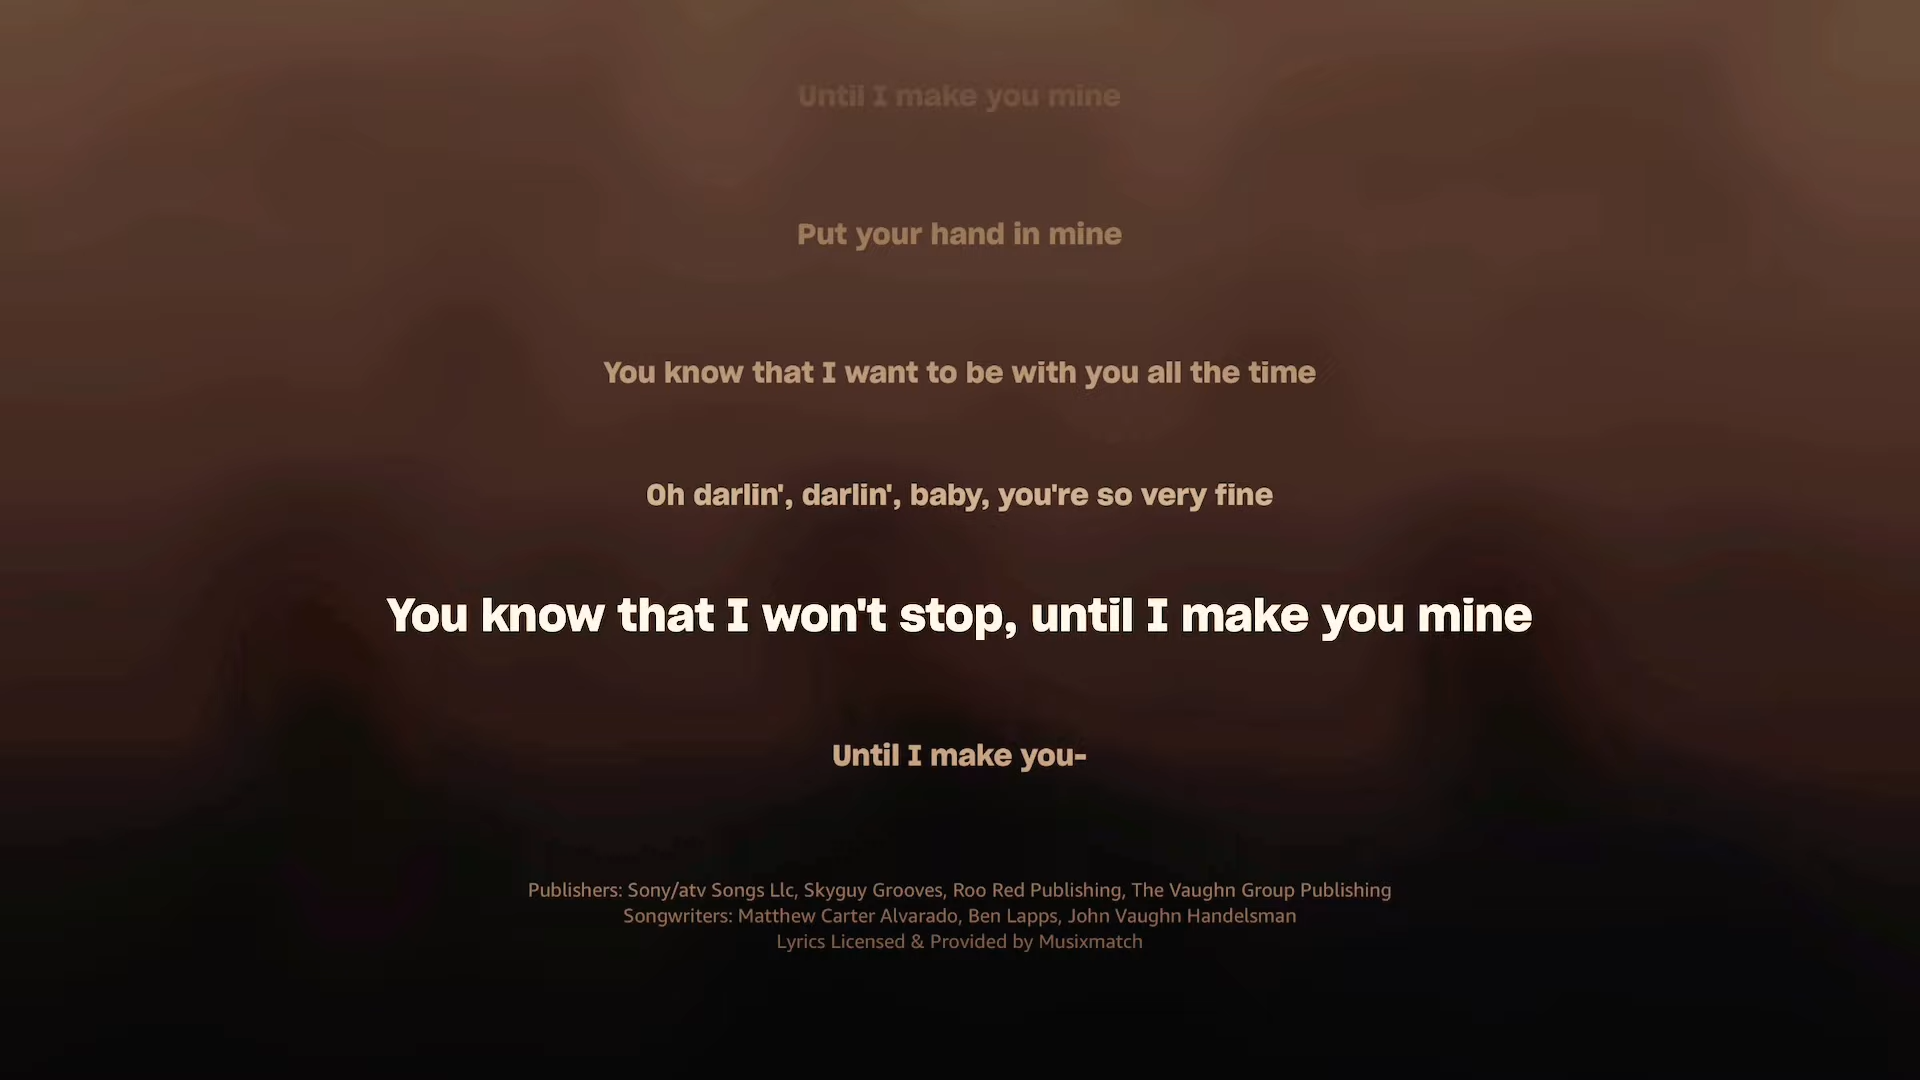 Until I make you mine
Put your hand in mine
You know that I want to be with you all the time
Oh darlin', darlin', baby, you're so very fine
You know that I won't stop, until I make you mine
Until I make you-
Publishers: Sony/atv Songs Llc, Skyguy Grooves, Roo Red Publishing, The Vaughn Group Publishing
Songwriters: Matthew Carter Alvarado, Ben Lapps, John Vaughn Handelsman
Lyrics Licensed & Provided by Musixmatch